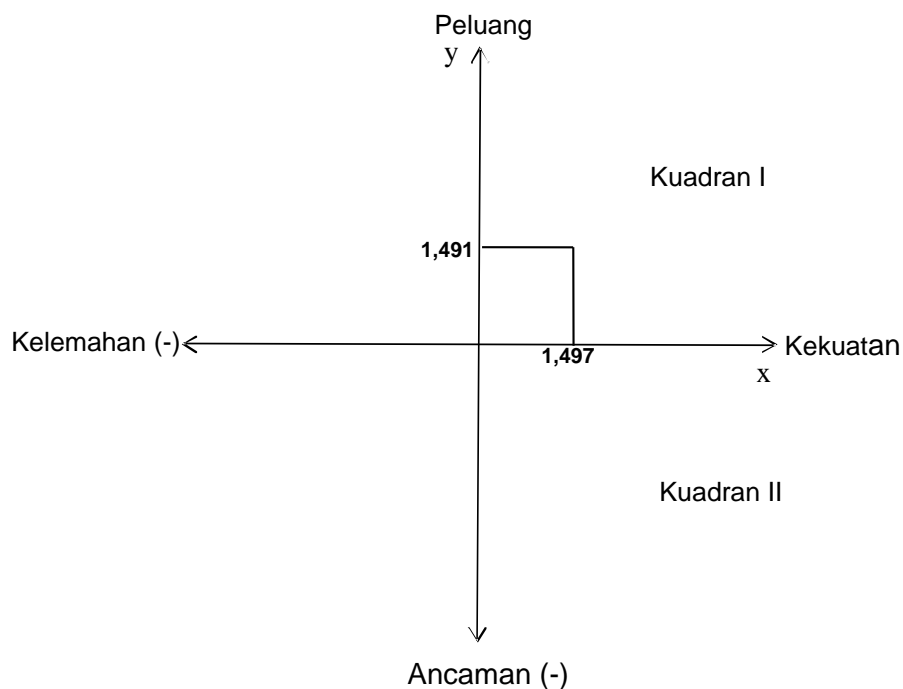 Peluang
y
Kuadran I
1,491
Kelemahan (-)
Kekuatan
1,497
x
Kuadran II
Ancaman (-)